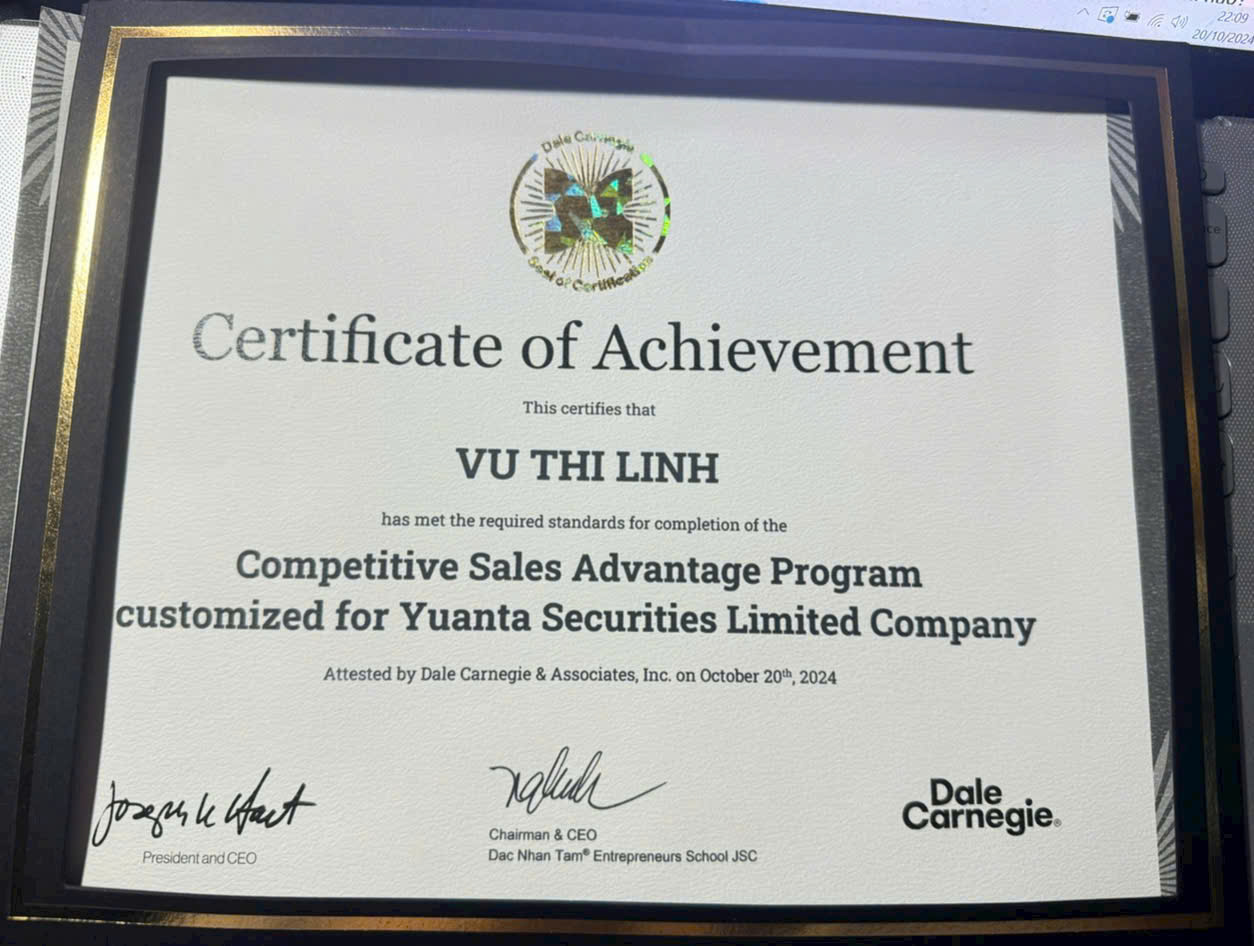 22:09
20/10/2024
Dale Carnegie
Seal of Certification
Certificate of Achievement
This certifies that
VU THI LINH
has met the required standards for completion of the
Competitive Sales Advantage Program
customized for Yuanta Securities Limited Company
Attested by Dale Carnegie & Associates, Inc. on October 20th, 2024
Joseph K Hart
President and CEO
Chairman & CEO
Dac Nhan Tam® Entrepreneurs School JSC
Dale
Carnegie®